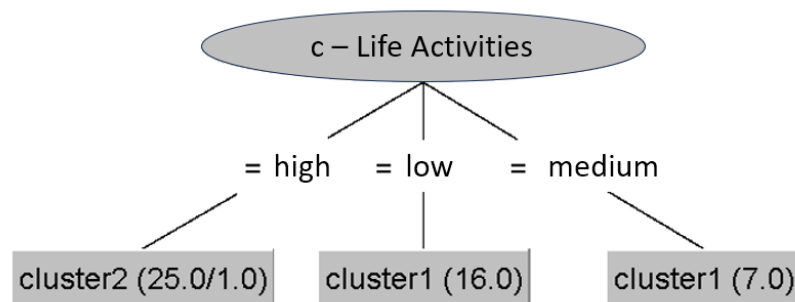 c – Life Activities
= high = low = medium
cluster2 (25.0/1.0) cluster1 (16.0) cluster1 (7.0)